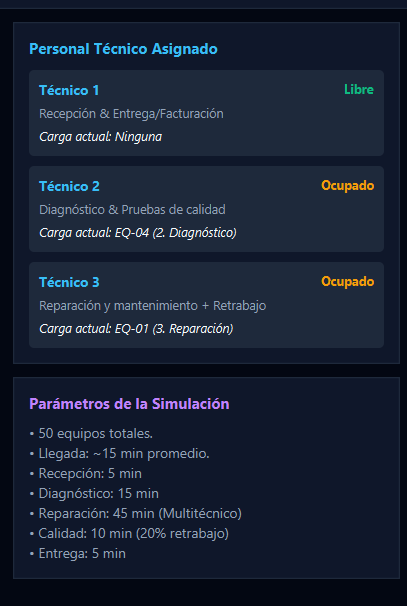 Personal Técnico Asignado
Técnico 1
Libre
Recepción & Entrega/Facturación
Carga actual: Ninguna
Técnico 2
Ocupado
Diagnóstico & Pruebas de calidad
Carga actual: EQ-04 (2. Diagnóstico)
Técnico 3
Ocupado
Reparación y mantenimiento + Retrabajo
Carga actual: EQ-01 (3. Reparación)
Parámetros de la Simulación
• 50 equipos totales.
• Llegada: ~15 min promedio.
• Recepción: 5 min
• Diagnóstico: 15 min
• Reparación: 45 min (Multitécnico)
• Calidad: 10 min (20% retrabajo)
• Entrega: 5 min